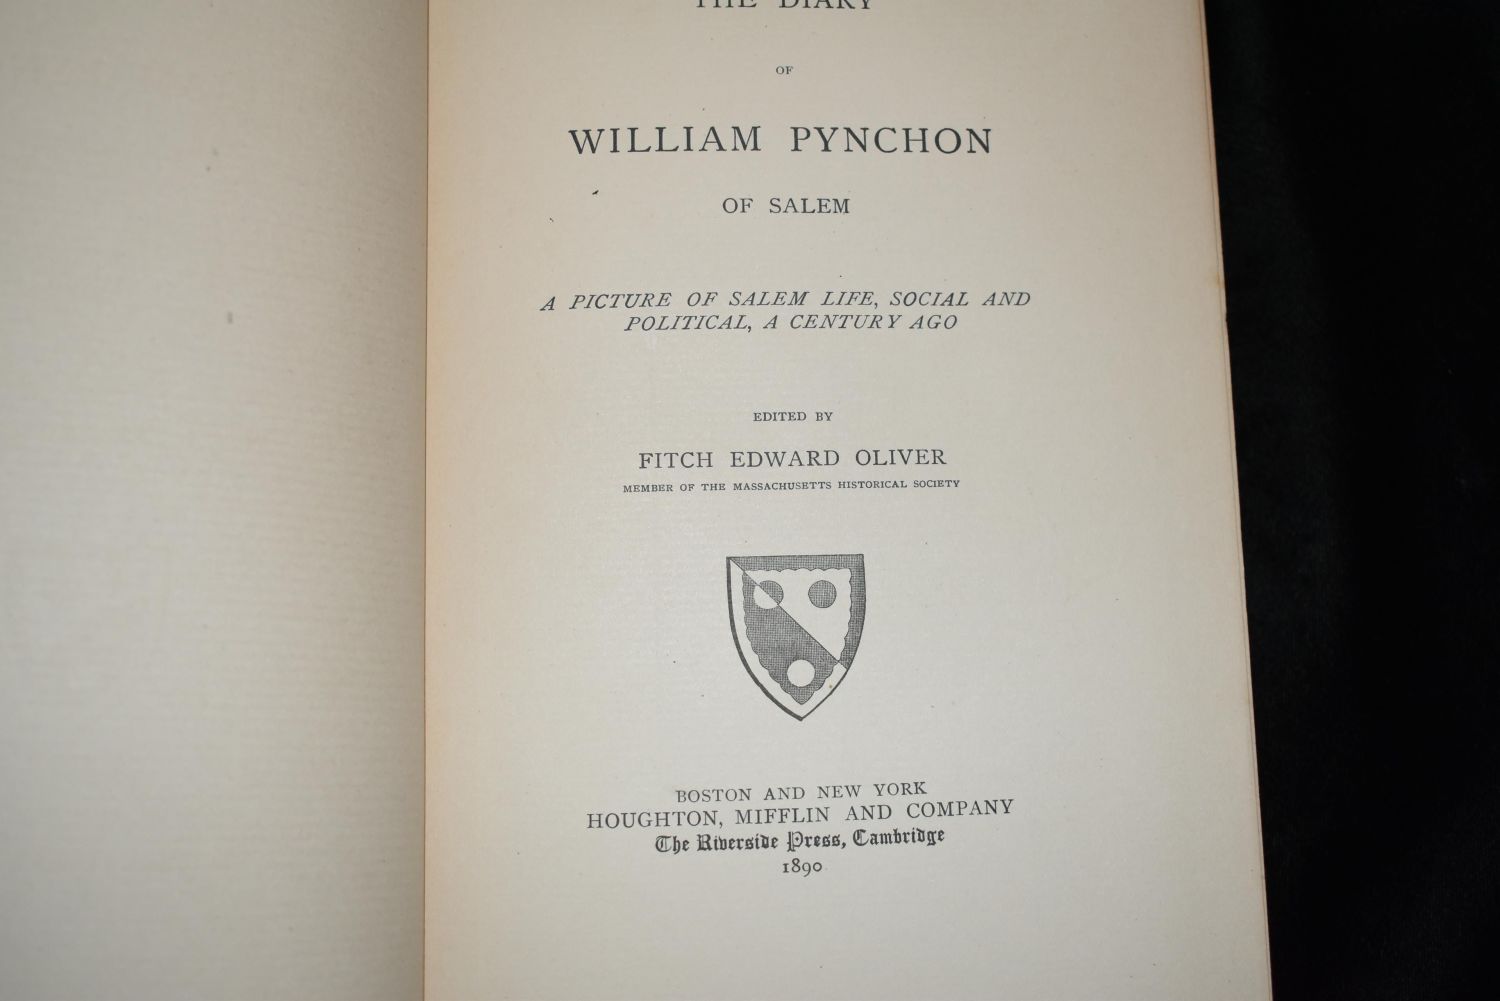 THE DIARY
OF
WILLIAM PYNCHON
OF SALEM
A PICTURE OF SALEM LIFE, SOCIAL AND
POLITICAL, A CENTURY AGO
EDITED BY
FITCH EDWARD OLIVER
MEMBER OF THE MASSACHUSETTS HISTORICAL SOCIETY
BOSTON AND NEW YORK
HOUGHTON, MIFFLIN AND COMPANY
The Riverside Press, Cambridge
1890